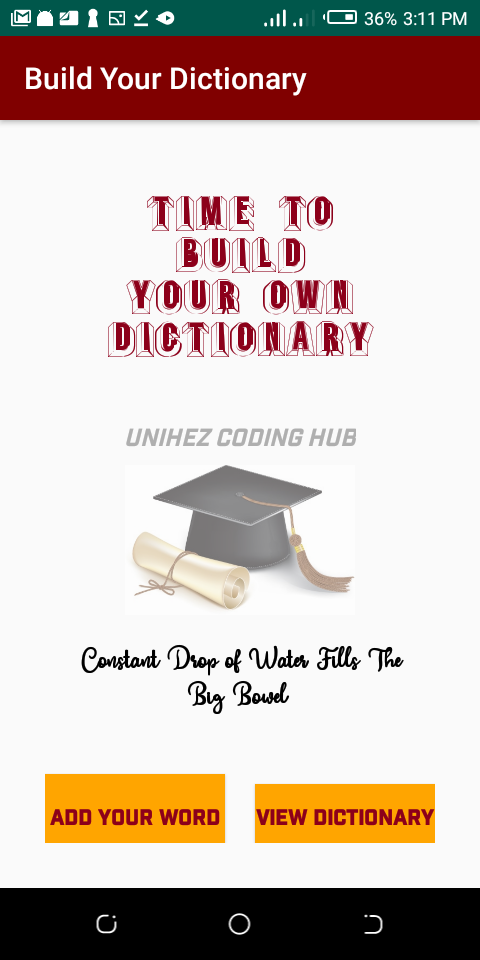 36% 3:11 PM
Build Your Dictionary
TIME TO
BUILD
YOUR OWN
DICTIONARY
UNIHEZ CODING HUB
Constant Drop of Water Fills The
Big Bowel
ADD YOUR WORD
VIEW DICTIONARY